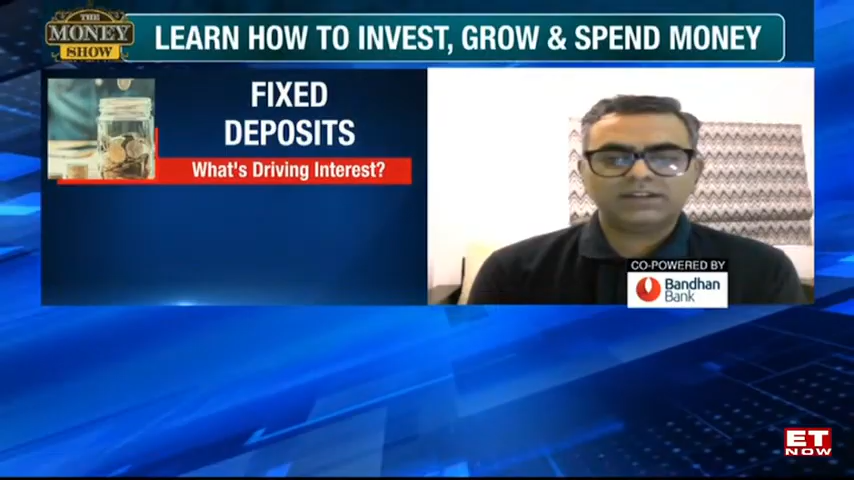 THE
MONEY
SHOW
LEARN HOW TO INVEST, GROW & SPEND MONEY
FIXED
DEPOSITS
What's Driving Interest?
CO-POWERED BY
Bandhan
Bank
ET
NOW